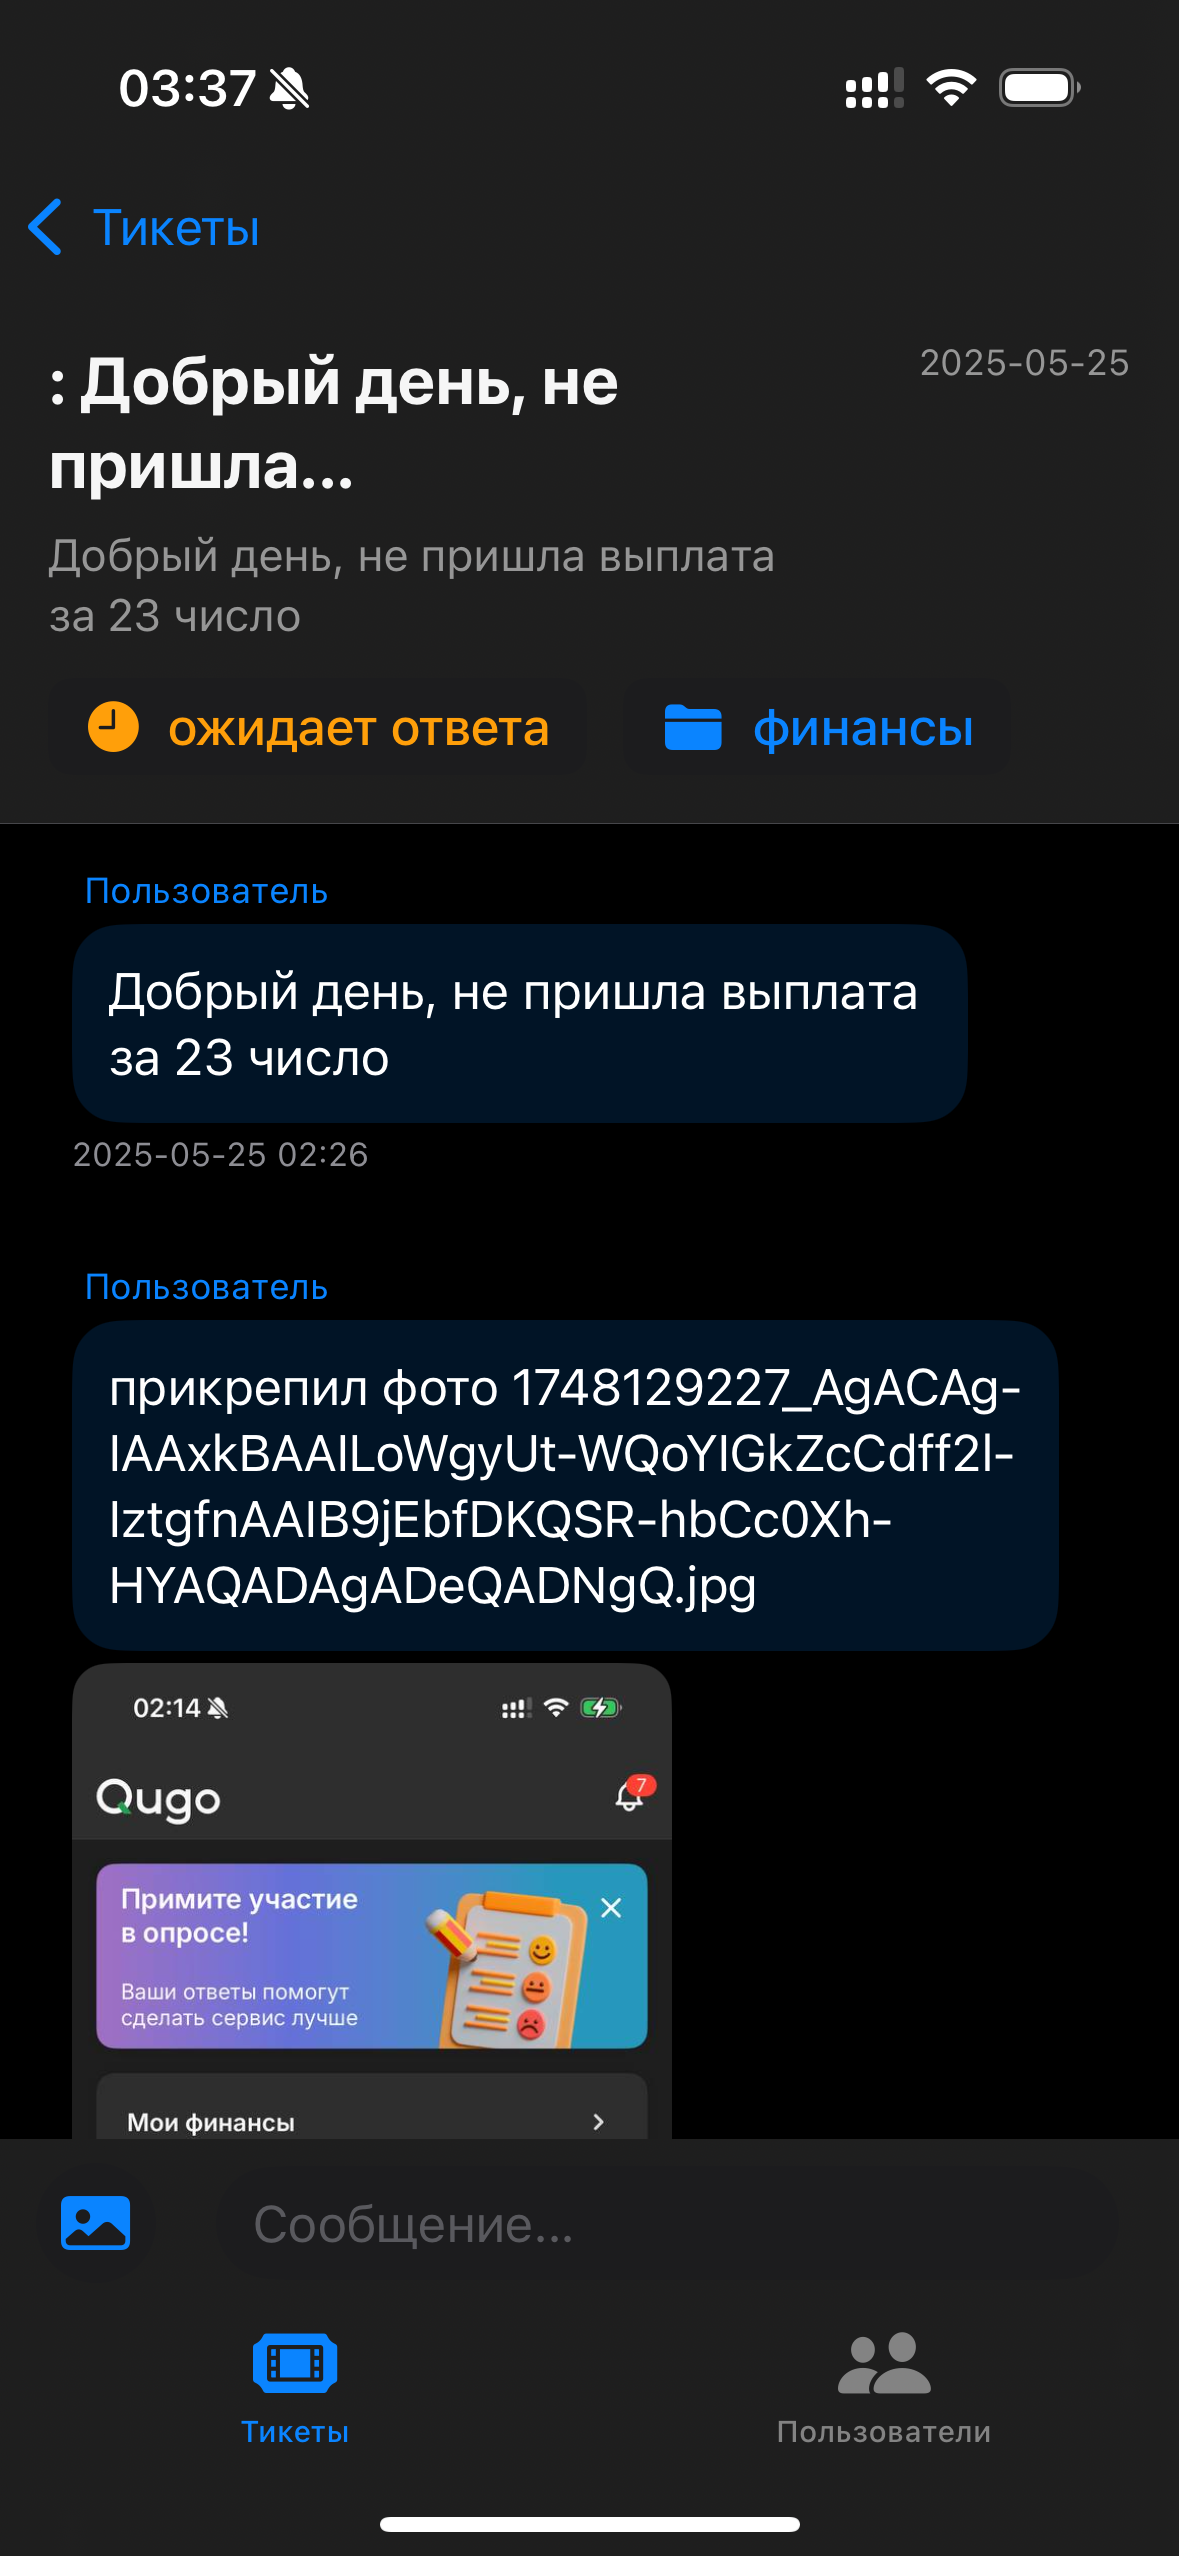 03:37
Тикеты
: Добрый день, не
пришла...
2025-05-25
Добрый день, не пришла выплата
за 23 число
ожидает ответа
финансы
Пользователь
Добрый день, не пришла выплата
за 23 число
2025-05-25 02:26
Пользователь
прикрепил фото 1748129227_AgACAg-
IAAxkBAAILoWgyUt-WQoYIGkZcCdff2l-
IztgfnAAIB9jEbfDKQSR-hbCc0Xh-
HYAQADAgADeQADNgQ.jpg
02:14
Qugo
7
Примите участие
в опросе!
Ваши ответы помогут
сделать сервис лучше
Мои финансы
Сообщение...
Тикеты
Пользователи